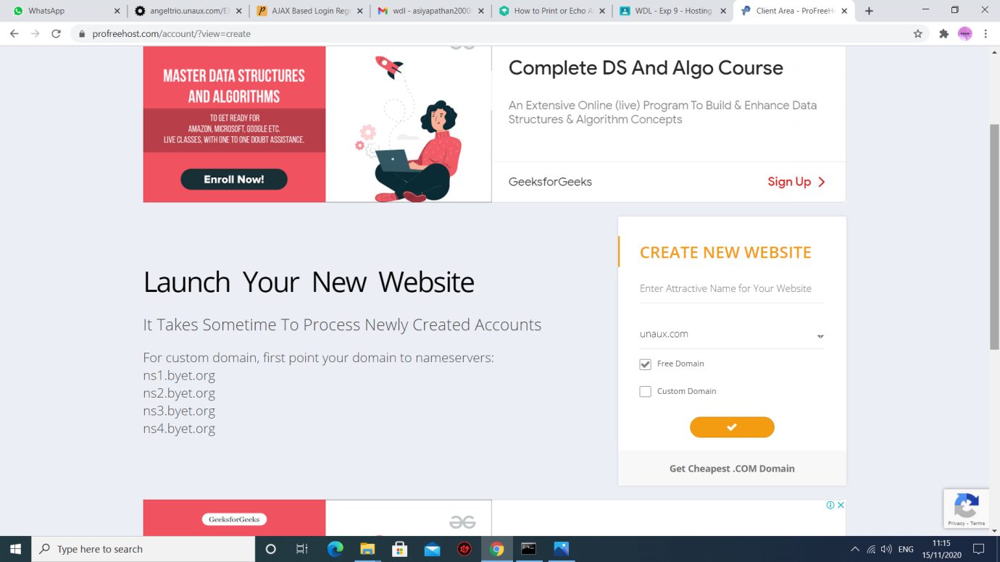 WhatsApp
angeltrio.unaux.com/EX
AJAX Based Login Regi
wdl - asiyapathan2000
How to Print or Echo A
WDL - Exp 9 - Hosting
Client Area - ProFreeHo
profreehost.com/account/?view=create
MASTER DATA STRUCTURES
AND ALGORITHMS
TO GET READY FOR
AMAZON, MICROSOFT, GOOGLE ETC.
LIVE CLASSES, WITH ONE TO ONE DOUBT ASSISTANCE.
Enroll Now!
Complete DS And Algo Course
An Extensive Online (live) Program To Build & Enhance Data
Structures & Algorithm Concepts
GeeksforGeeks
Sign Up
Launch Your New Website
It Takes Sometime To Process Newly Created Accounts
For custom domain, first point your domain to nameservers:
ns1.byet.org
ns2.byet.org
ns3.byet.org
ns4.byet.org
CREATE NEW WEBSITE
Enter Attractive Name for Your Website
unaux.com
Free Domain
Custom Domain
Get Cheapest .COM Domain
GeeksforGeeks
Privacy - Terms
Type here to search
ENG
11:15
15/11/2020